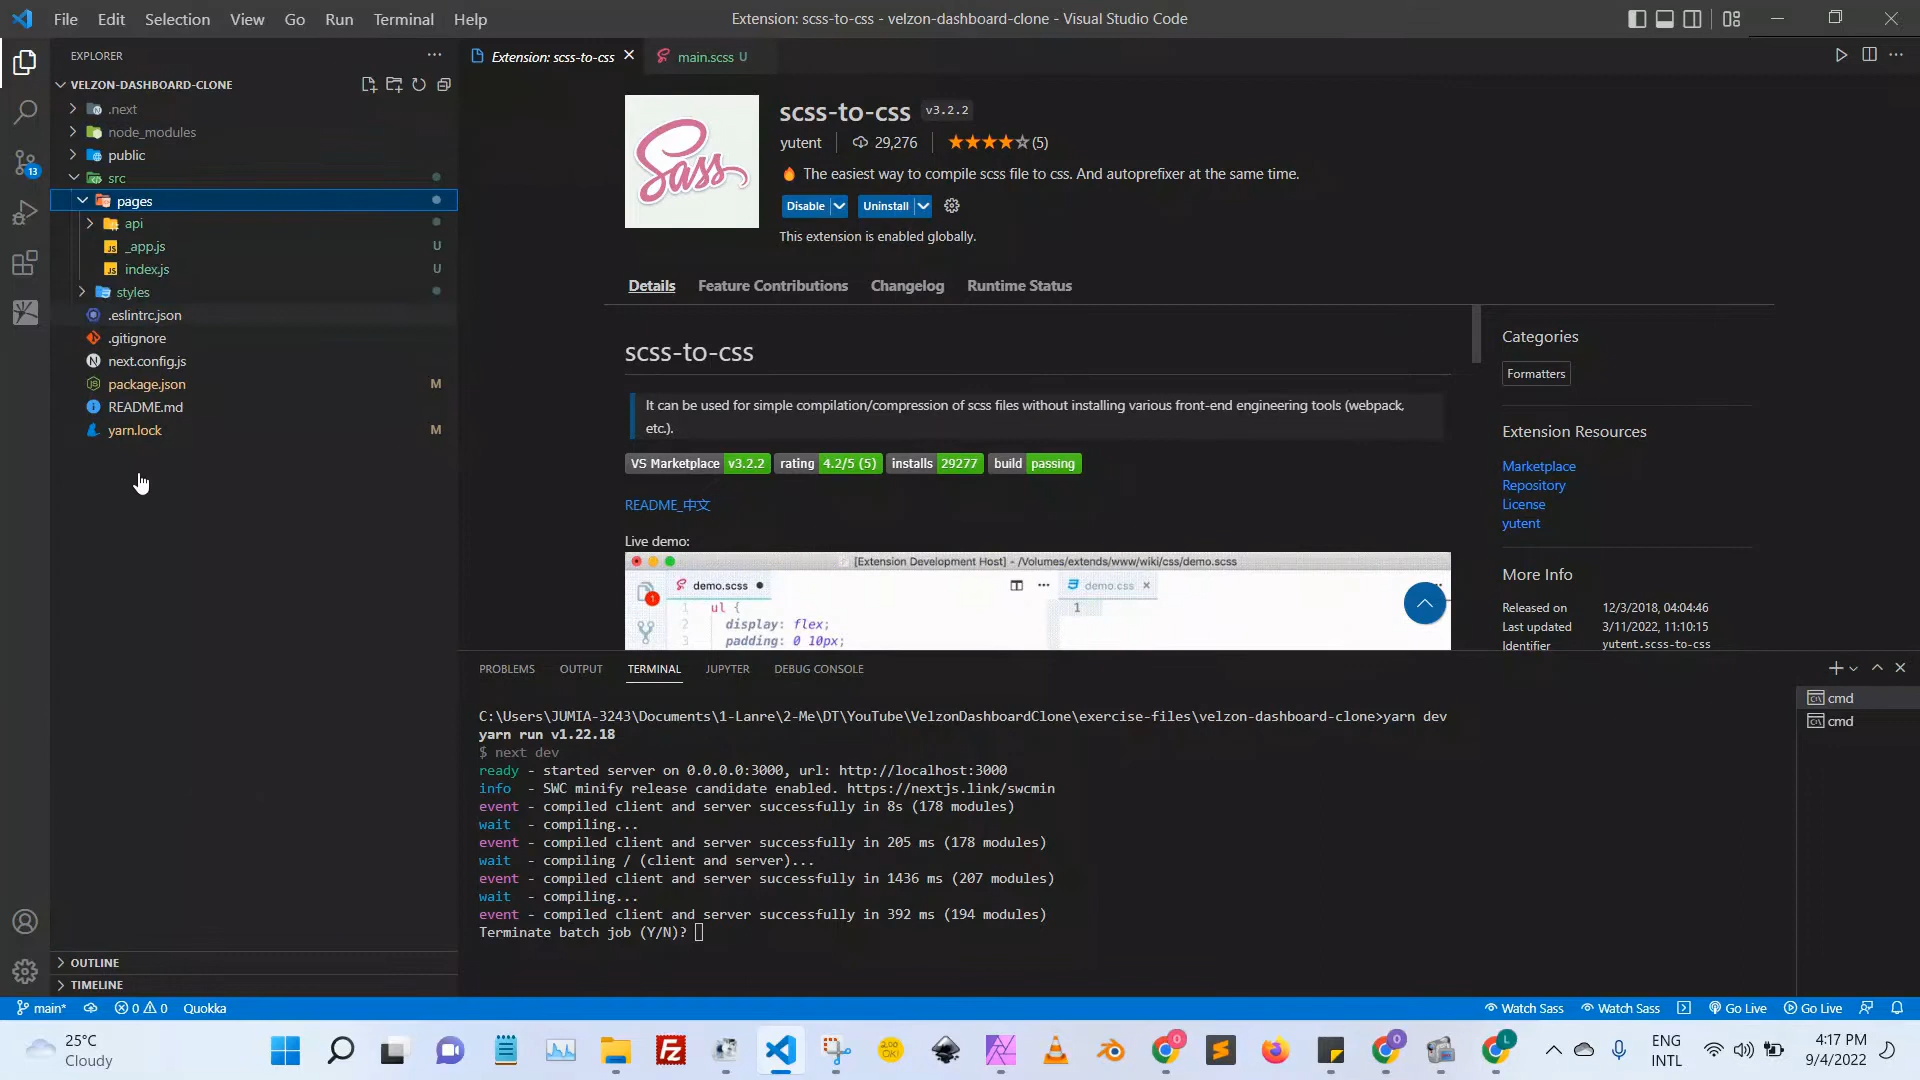 File Edit Selection View Go Run Terminal Help
Extension: scss-to-css - velzon-dashboard-clone - Visual Studio Code
EXPLORER
Extension: scss-to-css
main.scss U
VELZON-DASHBOARD-CLONE
.next
node_modules
public
src
pages
api
_app.js U
index.js U
styles
.eslintrc.json
.gitignore
next.config.js
package.json M
README.md
yarn.lock M
OUTLINE
TIMELINE
13
Sass
scss-to-css v3.2.2
yutent 29,276 (5)
The easiest way to compile scss file to css. And autoprefixer at the same time.
Disable Uninstall
This extension is enabled globally.
Details Feature Contributions Changelog Runtime Status
scss-to-css
It can be used for simple compilation/compression of scss files without installing various front-end engineering tools (webpack,
etc.).
VS Marketplace v3.2.2 rating 4.2/5 (5) installs 29277 build passing
README_中文
Live demo:
[Extension Development Host] - /Volumes/extends/www/wiki/css/demo.scss
demo.scss
demo.css
1
1 ul {
2 display: flex;
3 padding: 0 10px;
1
Categories
Formatters
Extension Resources
Marketplace
Repository
License
yutent
More Info
Released on 12/3/2018, 04:04:46
Last updated 3/11/2022, 11:10:15
Identifier yutent.scss-to-css
PROBLEMS OUTPUT TERMINAL JUPYTER DEBUG CONSOLE
cmd
cmd
C:\Users\JUMIA-3243\Documents\1-Lanre\2-Me\DT\YouTube\VelzonDashboardClone\exercise-files\velzon-dashboard-clone>yarn dev
yarn run v1.22.18
$ next dev
ready - started server on 0.0.0.0:3000, url: http://localhost:3000
info - SWC minify release candidate enabled. https://nextjs.link/swcmin
event - compiled client and server successfully in 8s (178 modules)
wait - compiling...
event - compiled client and server successfully in 205 ms (178 modules)
wait - compiling / (client and server)...
event - compiled client and server successfully in 1436 ms (207 modules)
wait - compiling...
event - compiled client and server successfully in 392 ms (194 modules)
Terminate batch job (Y/N)?
main* 0 0 Quokka
Watch Sass Watch Sass Go Live Go Live
25°C
Cloudy
ENG
INTL
4:17 PM
9/4/2022